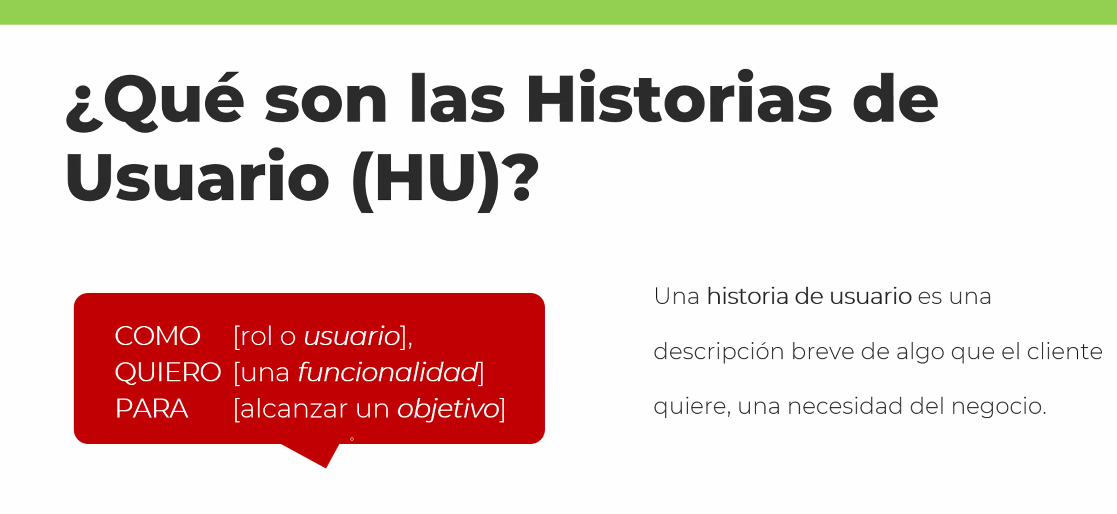 ¿Qué son las Historias de
Usuario (HU)?
COMO [rol o usuario],
QUIERO [una funcionalidad]
PARA [alcanzar un objetivo]
Una historia de usuario es una
descripción breve de algo que el cliente
quiere, una necesidad del negocio.